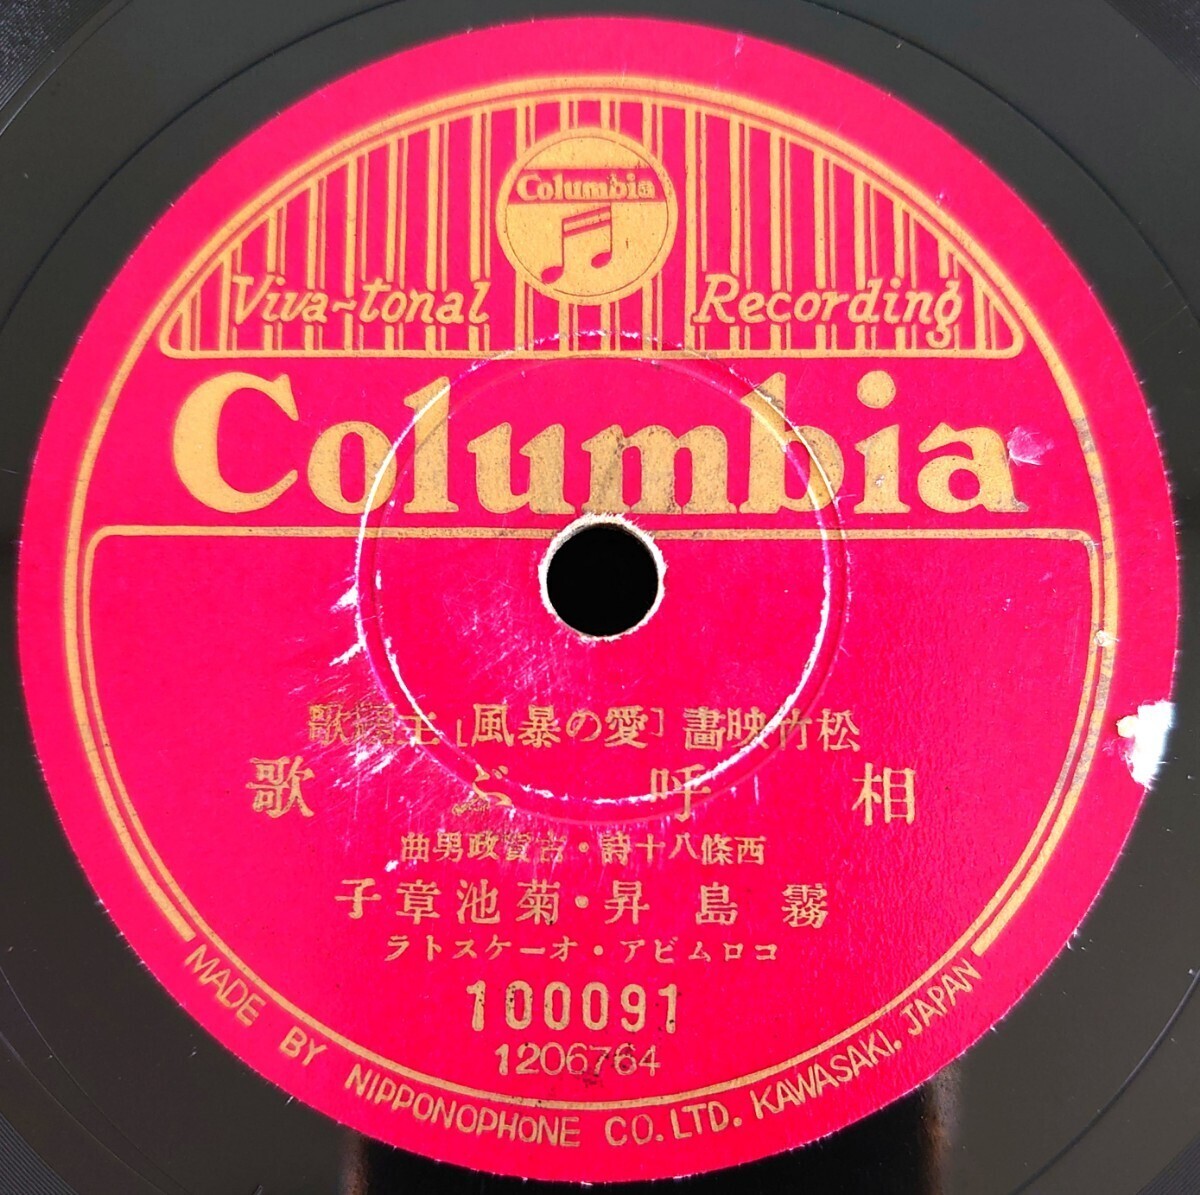 Columbia
Viva-tonal Recording
Columbia
松竹映畫[愛の暴風]主題歌
相呼ぶ歌
西條八十詩・古賀政男曲
霧島昇・菊池章子
コロムビア・オーケストラ
100091
1206764
MADE BY NIPPONOPHONE CO. LTD. KAWASAKI, JAPAN